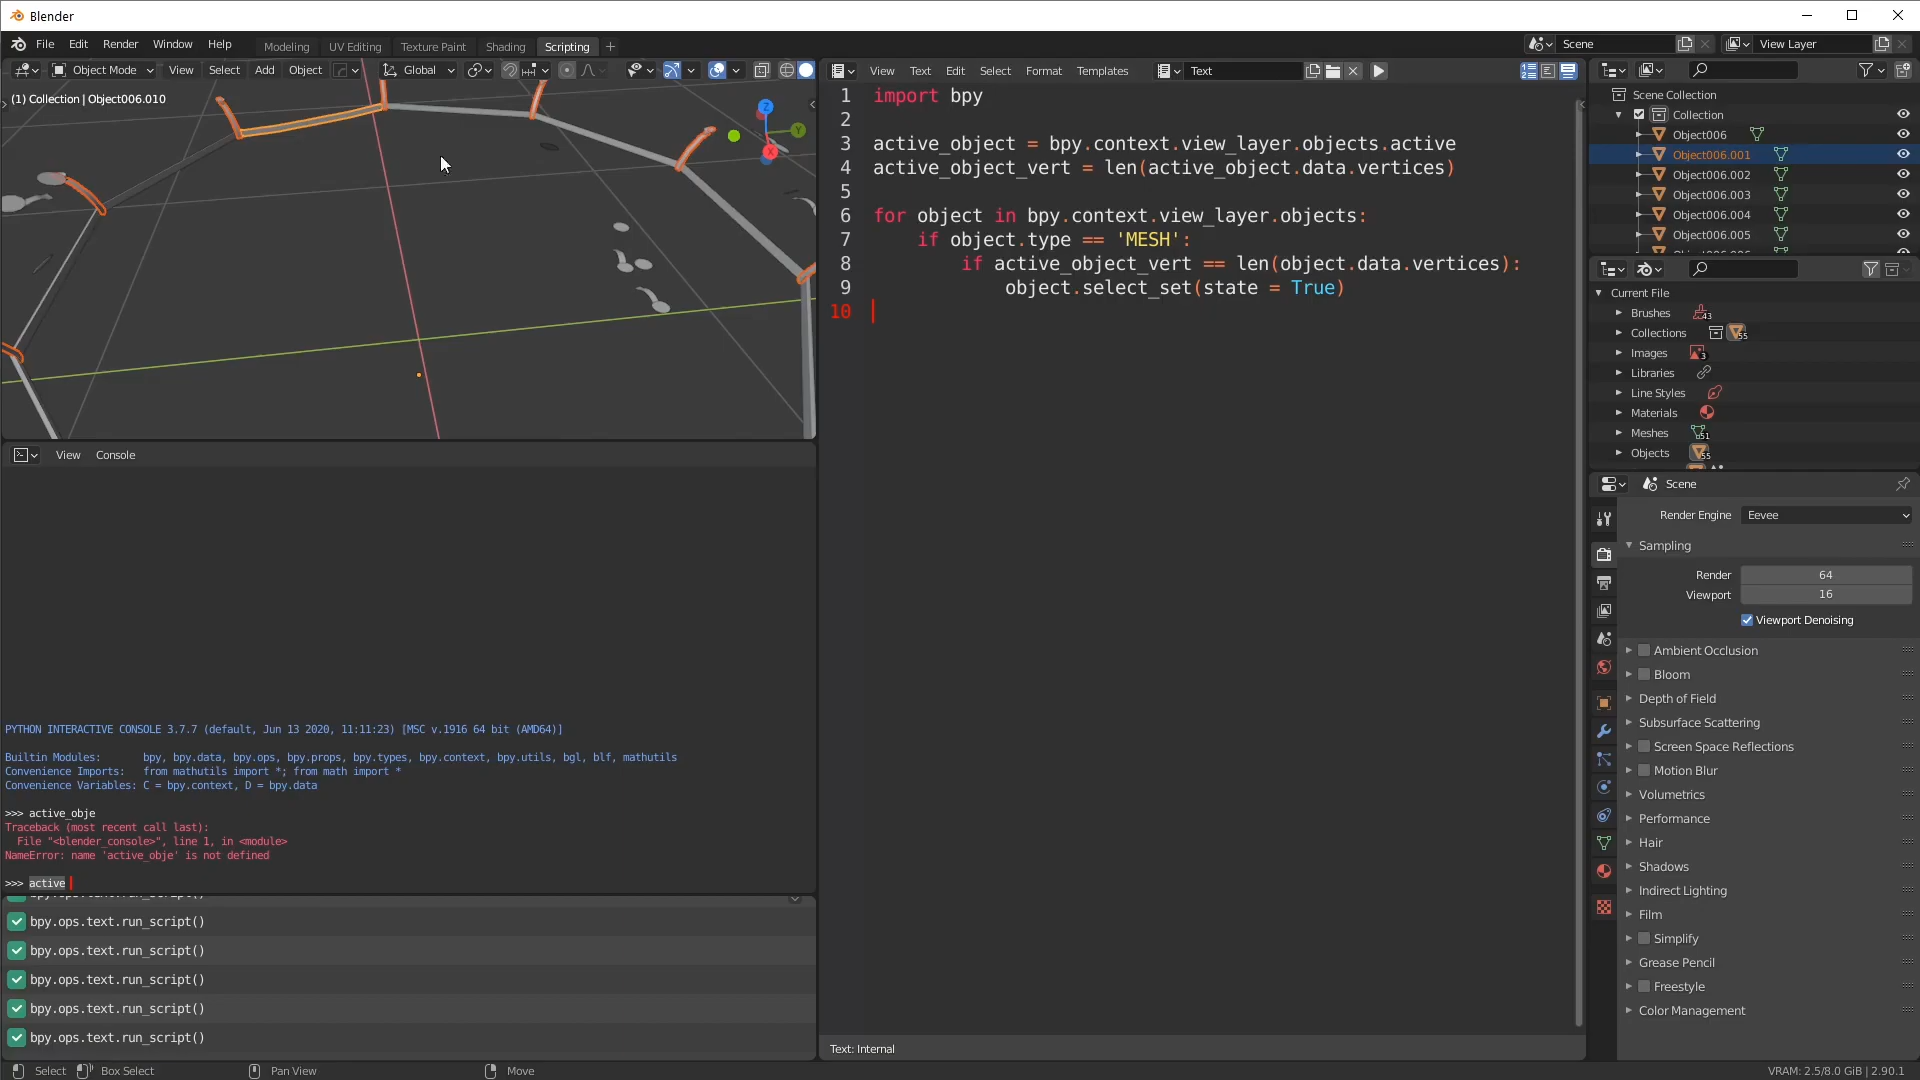 Blender
File Edit Render Window Help
Modeling UV Editing Texture Paint Shading Scripting +
Scene
View Layer
Object Mode View Select Add Object Global
(1) Collection | Object006.010
Z
Y
X
View Text Edit Select Format Templates
Text
1 import bpy
2
3 active_object = bpy.context.view_layer.objects.active
4 active_object_vert = len(active_object.data.vertices)
5
6 for object in bpy.context.view_layer.objects:
7 if object.type == 'MESH':
8 if active_object_vert == len(object.data.vertices):
9 object.select_set(state = True)
10
Text: Internal
View Console
PYTHON INTERACTIVE CONSOLE 3.7.7 (default, Jun 13 2020, 11:11:23) [MSC v.1916 64 bit (AMD64)]
Builtin Modules: bpy, bpy.data, bpy.ops, bpy.props, bpy.types, bpy.context, bpy.utils, bgl, blf, mathutils
Convenience Imports: from mathutils import *; from math import *
Convenience Variables: C = bpy.context, D = bpy.data
>>> active_obje
Traceback (most recent call last):
File "<blender_console>", line 1, in <module>
NameError: name 'active_obje' is not defined
>>> active
bpy.ops.text.run_script()
bpy.ops.text.run_script()
bpy.ops.text.run_script()
bpy.ops.text.run_script()
bpy.ops.text.run_script()
bpy.ops.text.run_script()
Scene Collection
Collection
Object006
Object006.001
Object006.002
Object006.003
Object006.004
Object006.005
Current File
Brushes 43
Collections 55
Images 3
Libraries
Line Styles
Materials
Meshes 51
Objects 55
Scene
Render Engine Eevee
Sampling
Render 64
Viewport 16
Viewport Denoising
Ambient Occlusion
Bloom
Depth of Field
Subsurface Scattering
Screen Space Reflections
Motion Blur
Volumetrics
Performance
Hair
Shadows
Indirect Lighting
Film
Simplify
Grease Pencil
Freestyle
Color Management
Select Box Select Pan View Move
VRAM: 2.5/8.0 GiB | 2.90.1